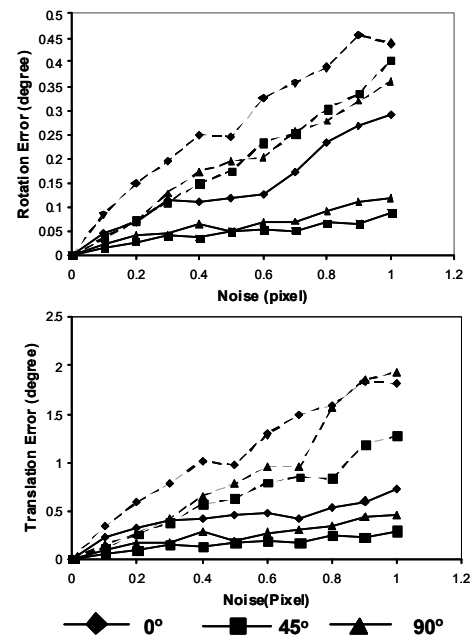 0.5
0.45
0.4
0.35
0.3
0.25
0.2
0.15
0.1
0.05
0
Rotation Error (degree)
0 0.2 0.4 0.6 0.8 1 1.2
Noise (pixel)
2.5
2
1.5
1
0.5
0
Translation Error (degree)
0 0.2 0.4 0.6 0.8 1 1.2
Noise(Pixel)
0º 45º 90º